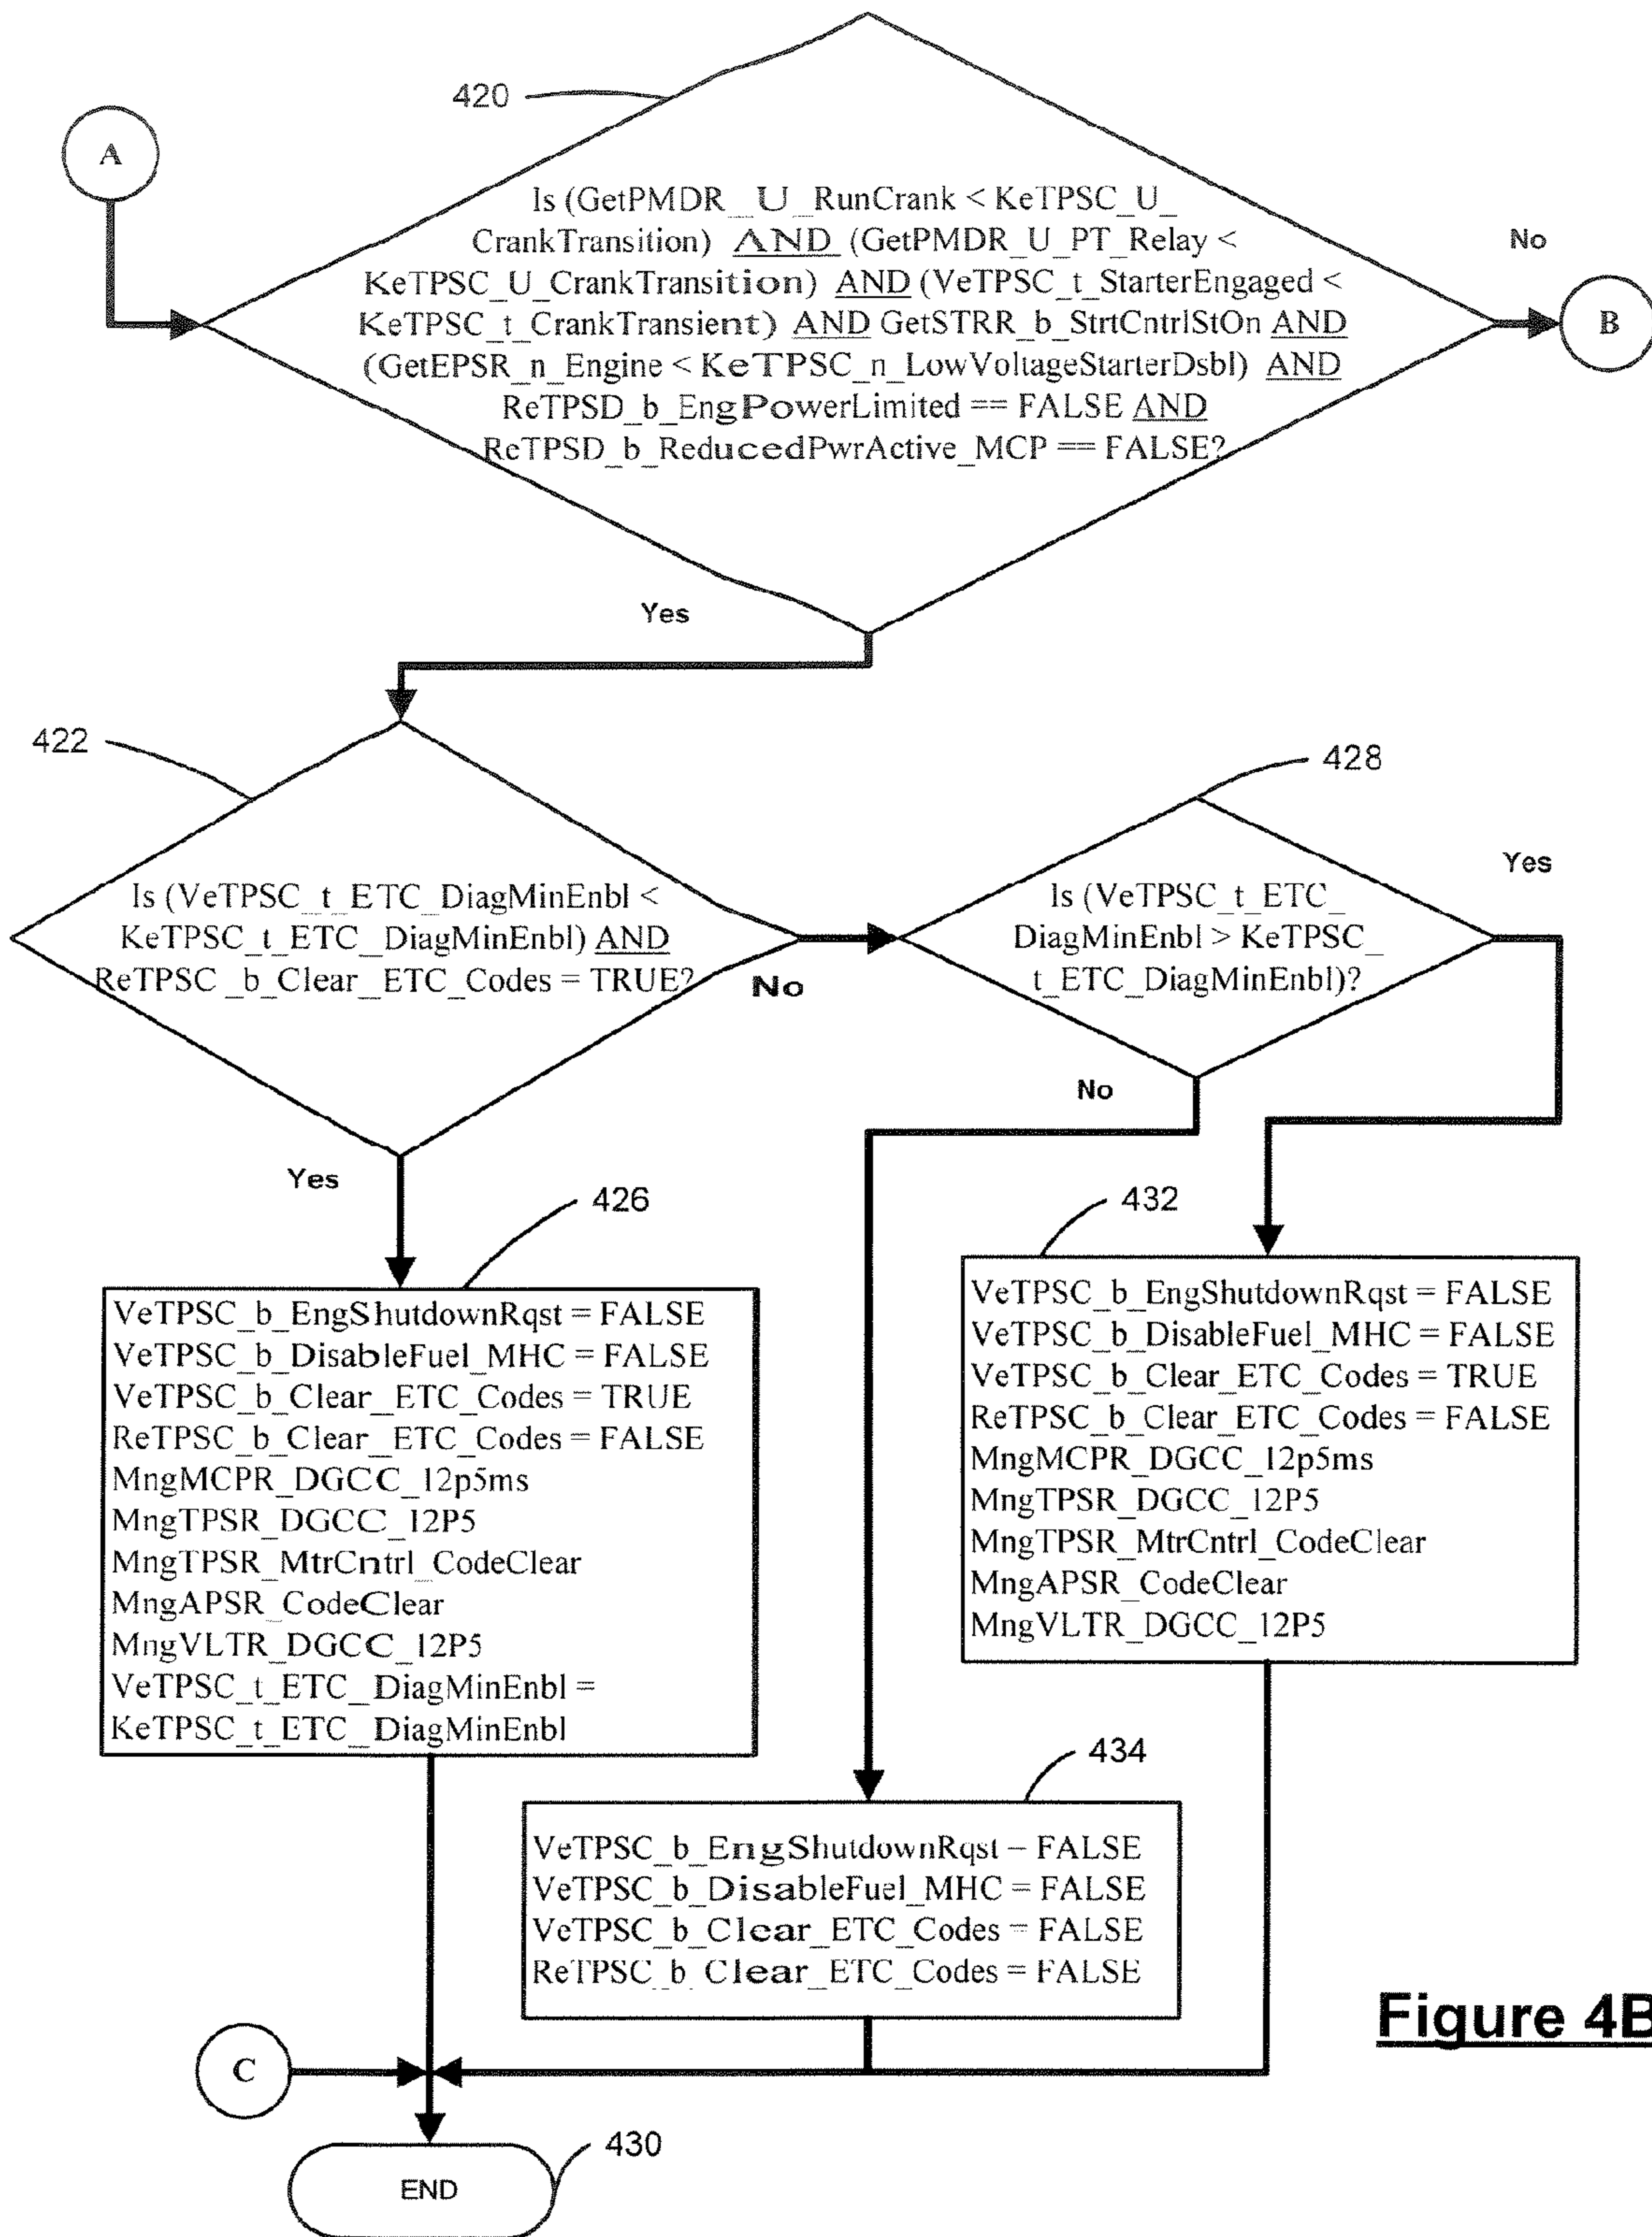 420
A
Is (GetPMDR_U_RunCrank < KeTPSC_U_
CrankTransition) AND (GetPMDR_U_PT_Relay <
KeTPSC_U_CrankTransition) AND (VeTPSC_t_StarterEngaged <
KeTPSC_t_CrankTransient) AND GetSTRR_b_StrtCntrlStOn AND
(GetEPSR_n_Engine < KeTPSC_n_LowVoltageStarterDsbl) AND
ReTPSD_b_EngPowerLimited == FALSE AND
ReTPSD_b_ReducedPwrActive_MCP == FALSE?
No
B
Yes
422
Is (VeTPSC_t_ETC_DiagMinEnbl <
KeTPSC_t_ETC_DiagMinEnbl) AND
ReTPSC_b_Clear_ETC_Codes = TRUE?
No
428
Is (VeTPSC_t_ETC_
DiagMinEnbl > KeTPSC_
t_ETC_DiagMinEnbl)?
Yes
No
Yes
426
VeTPSC_b_EngShutdownRqst = FALSE
VeTPSC_b_DisableFuel_MHC = FALSE
VeTPSC_b_Clear_ETC_Codes = TRUE
ReTPSC_b_Clear_ETC_Codes = FALSE
MngMCPR_DGCC_12p5ms
MngTPSR_DGCC_12P5
MngTPSR_MtrCntrl_CodeClear
MngAPSR_CodeClear
MngVLTR_DGCC_12P5
VeTPSC_t_ETC_DiagMinEnbl =
KeTPSC_t_ETC_DiagMinEnbl
432
VeTPSC_b_EngShutdownRqst = FALSE
VeTPSC_b_DisableFuel_MHC = FALSE
VeTPSC_b_Clear_ETC_Codes = TRUE
ReTPSC_b_Clear_ETC_Codes = FALSE
MngMCPR_DGCC_12p5ms
MngTPSR_DGCC_12P5
MngTPSR_MtrCntrl_CodeClear
MngAPSR_CodeClear
MngVLTR_DGCC_12P5
434
VeTPSC_b_EngShutdownRqst = FALSE
VeTPSC_b_DisableFuel_MHC = FALSE
VeTPSC_b_Clear_ETC_Codes = FALSE
ReTPSC_b_Clear_ETC_Codes = FALSE
Figure 4B
C
430
END